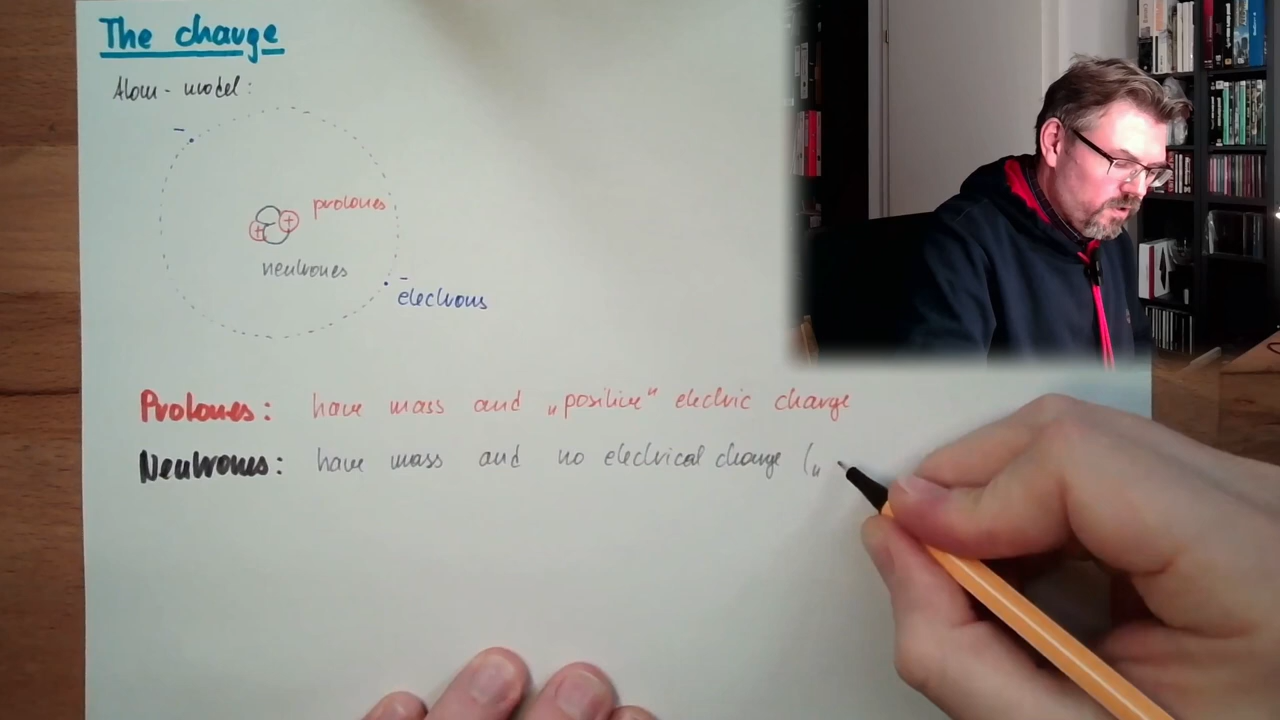 The charge
Atom-model:
-
+ protones
+
neutrones
-
electrons
Protones: have mass and „positive“ electric charge
Neutrones: have mass and no electrical charge („